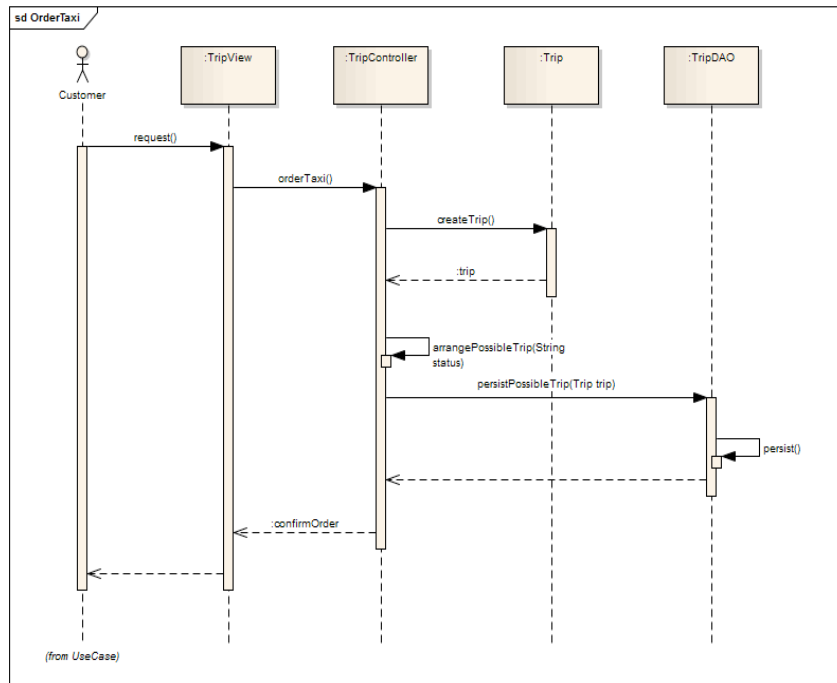 sd OrderTaxi
:TripView
:TripController
:Trip
:TripDAO
Customer
request()
orderTaxi()
createTrip()
:trip
arrangePossibleTrip(String
status)
persistPossibleTrip(Trip trip)
persist()
:confirmOrder
(from UseCase)